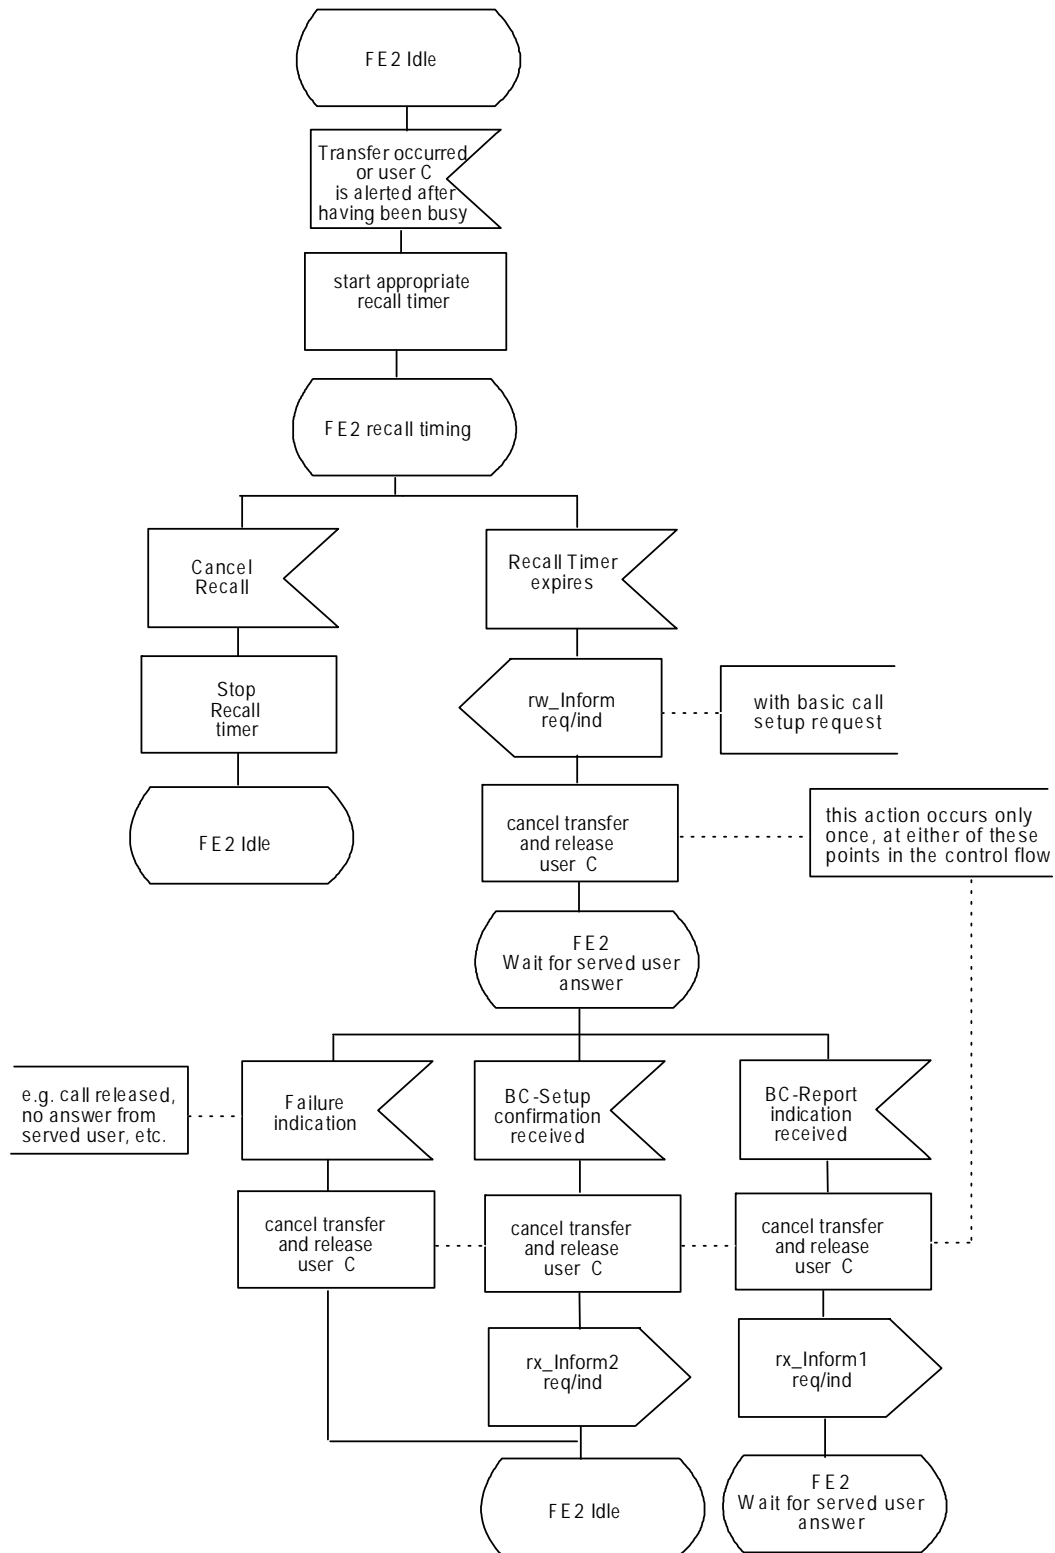 FE2 Idle
Transfer occurred
or user C
is alerted after
having been busy
start appropriate
recall timer
FE2 recall timing
Cancel
Recall
Recall Timer
expires
Stop
Recall
timer
rw_Inform
req/ind
with basic call
setup request
FE2 Idle
cancel transfer
and release
user C
this action occurs only
once, at either of these
points in the control flow
FE2
Wait for served user
answer
e.g. call released,
no answer from
served user, etc.
Failure
indication
BC-Setup
confirmation
received
BC-Report
indication
received
cancel transfer
and release
user C
cancel transfer
and release
user C
cancel transfer
and release
user C
rx_Inform2
req/ind
rx_Inform1
req/ind
FE2 Idle
FE2
Wait for served user
answer